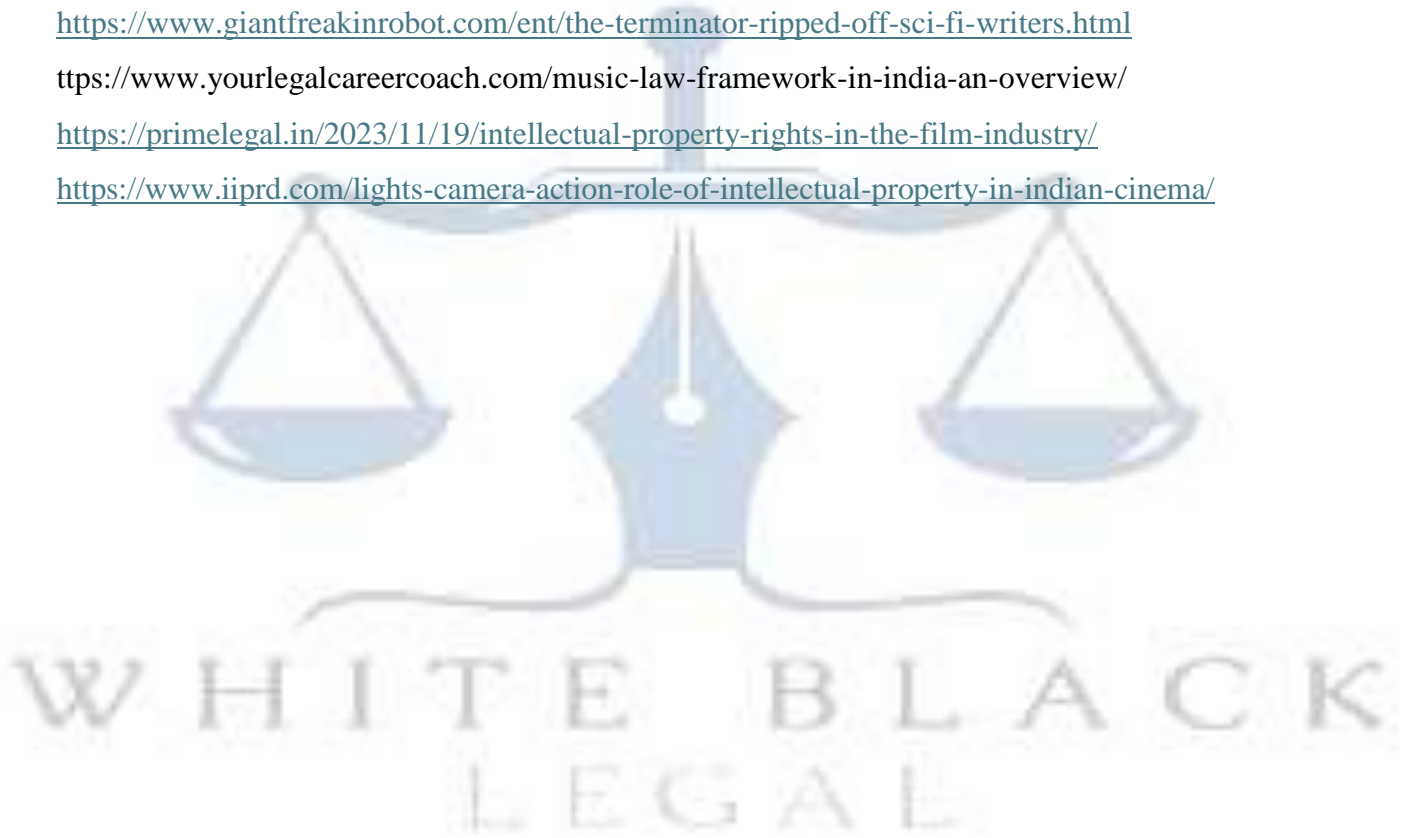 https://www.giantfreakinrobot.com/ent/the-terminator-ripped-off-sci-fi-writers.html
ttps://www.yourlegalcareercoach.com/music-law-framework-in-india-an-overview/
https://primelegal.in/2023/11/19/intellectual-property-rights-in-the-film-industry/
https://www.iiprd.com/lights-camera-action-role-of-intellectual-property-in-indian-cinema/
WHITE BLACK
LEGAL